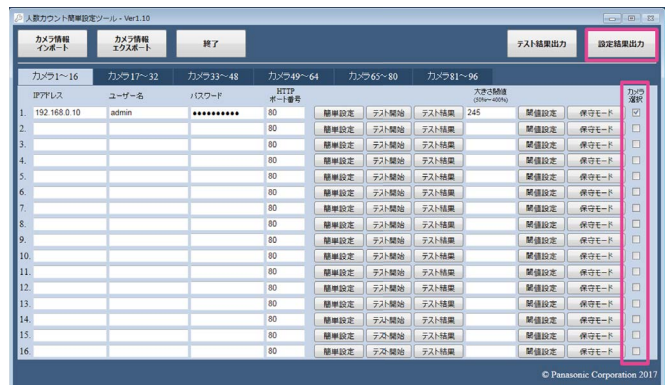 人数カウント簡単設定ツール - Ver1.10
カメラ情報
インポート
カメラ情報
エクスポート
終了
テスト結果出力
設定結果出力
カメラ1～16
カメラ17～32
カメラ33～48
カメラ49～64
カメラ65～80
カメラ81～96
IPアドレス
ユーザー名
パスワード
HTTP
ポート番号
大きさ閾値
(50%～400%)
カメラ
選択
1. 192.168.0.10 admin ●●●●●●●●●● 80 簡単設定 テスト開始 テスト結果 245 閾値設定 保守モード
2. 80 簡単設定 テスト開始 テスト結果 閾値設定 保守モード
3. 80 簡単設定 テスト開始 テスト結果 閾値設定 保守モード
4. 80 簡単設定 テスト開始 テスト結果 閾値設定 保守モード
5. 80 簡単設定 テスト開始 テスト結果 閾値設定 保守モード
6. 80 簡単設定 テスト開始 テスト結果 閾値設定 保守モード
7. 80 簡単設定 テスト開始 テスト結果 閾値設定 保守モード
8. 80 簡単設定 テスト開始 テスト結果 閾値設定 保守モード
9. 80 簡単設定 テスト開始 テスト結果 閾値設定 保守モード
10. 80 簡単設定 テスト開始 テスト結果 閾値設定 保守モード
11. 80 簡単設定 テスト開始 テスト結果 閾値設定 保守モード
12. 80 簡単設定 テスト開始 テスト結果 閾値設定 保守モード
13. 80 簡単設定 テスト開始 テスト結果 閾値設定 保守モード
14. 80 簡単設定 テスト開始 テスト結果 閾値設定 保守モード
15. 80 簡単設定 テスト開始 テスト結果 閾値設定 保守モード
16. 80 簡単設定 テスト開始 テスト結果 閾値設定 保守モード
© Panasonic Corporation 2017